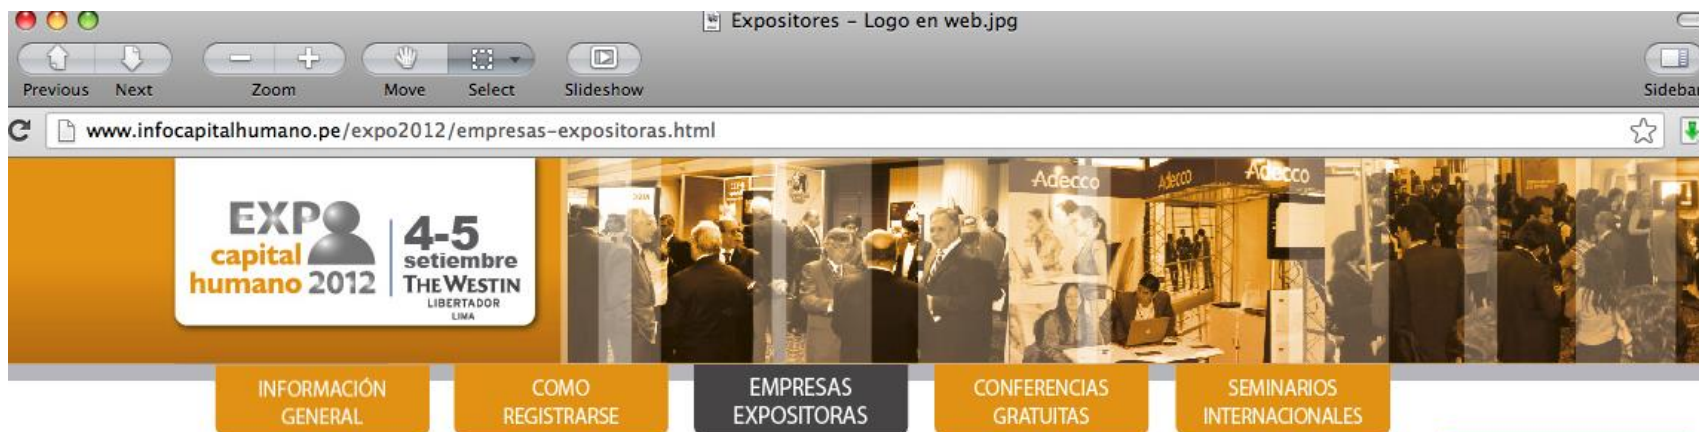 Expositores – Logo en web.jpg
Previous Next Zoom Move Select Slideshow Sidebar
www.infocapitalhumano.pe/expo2012/empresas-expositoras.html
EXPO
capital
humano 2012
4-5
setiembre
THE WESTIN
LIBERTADOR
LIMA
Adecco Adecco Adecco
INFORMACIÓN
GENERAL
COMO
REGISTRARSE
EMPRESAS
EXPOSITORAS
CONFERENCIAS
GRATUITAS
SEMINARIOS
INTERNACIONALES